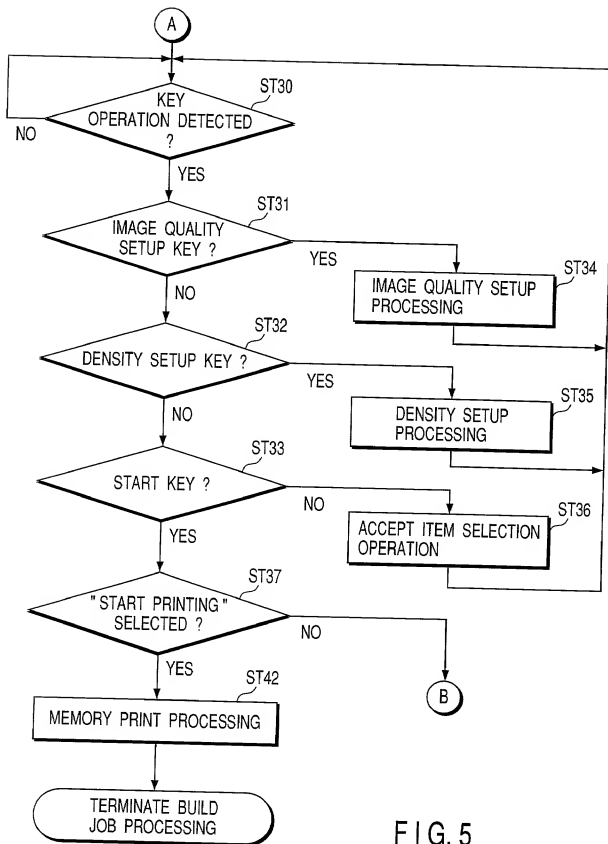 A
ST30
KEY
OPERATION DETECTED
?
NO
YES
ST31
IMAGE QUALITY
SETUP KEY ?
YES
ST34
IMAGE QUALITY SETUP
PROCESSING
NO
ST32
DENSITY SETUP KEY ?
YES
ST35
DENSITY SETUP
PROCESSING
NO
ST33
START KEY ?
NO
ST36
ACCEPT ITEM SELECTION
OPERATION
YES
ST37
"START PRINTING"
SELECTED ?
NO
B
YES
ST42
MEMORY PRINT PROCESSING
TERMINATE BUILD
JOB PROCESSING
FIG. 5